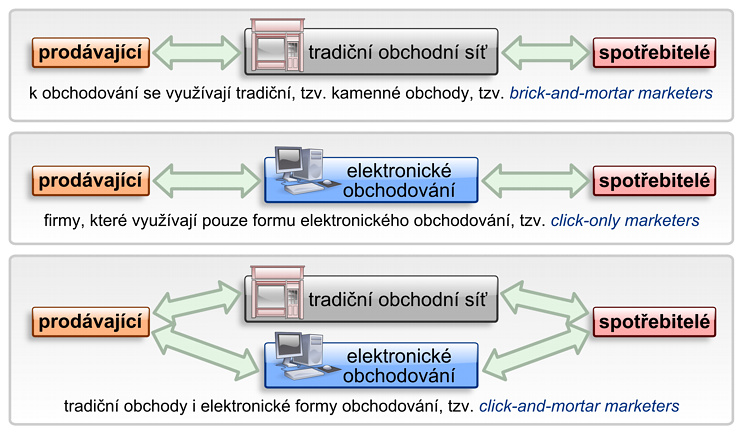 prodávající
tradiční obchodní síť
spotřebitelé
k obchodování se využívají tradiční, tzv. kamenné obchody, tzv. brick-and-mortar marketers
prodávající
elektronické
obchodování
spotřebitelé
firmy, které využívají pouze formu elektronického obchodování, tzv. click-only marketers
tradiční obchodní síť
prodávající
spotřebitelé
elektronické
obchodování
tradiční obchody i elektronické formy obchodování, tzv. click-and-mortar marketers